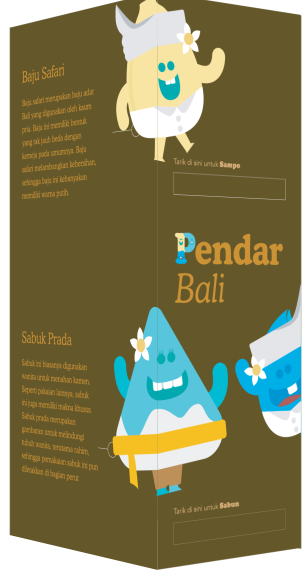 Baju Safari
Baju safari merupakan baju adat
Bali yang digunakan oleh kaum
pria. Baju ini memiliki bentuk
yang tak jauh beda dengan
kemeja pada umumnya. Baju
safari melambangkan kebersihan,
sehingga baju ini kebanyakan
memiliki warna putih.
Tarik di sini untuk Sampo
Pendar
Bali
Sabuk Prada
Sabuk ini biasanya digunakan
wanita untuk menahan kamen.
Seperti pakaian lainnya, sabuk
ini juga memiliki makna khusus.
Sabuk prada merupakan
gambaran untuk melindungi
tubuh wanita, terutama rahim,
sehingga pemakaian sabuk ini pun
diletakkan di bagian perut
Tarik di sini untuk Sabun